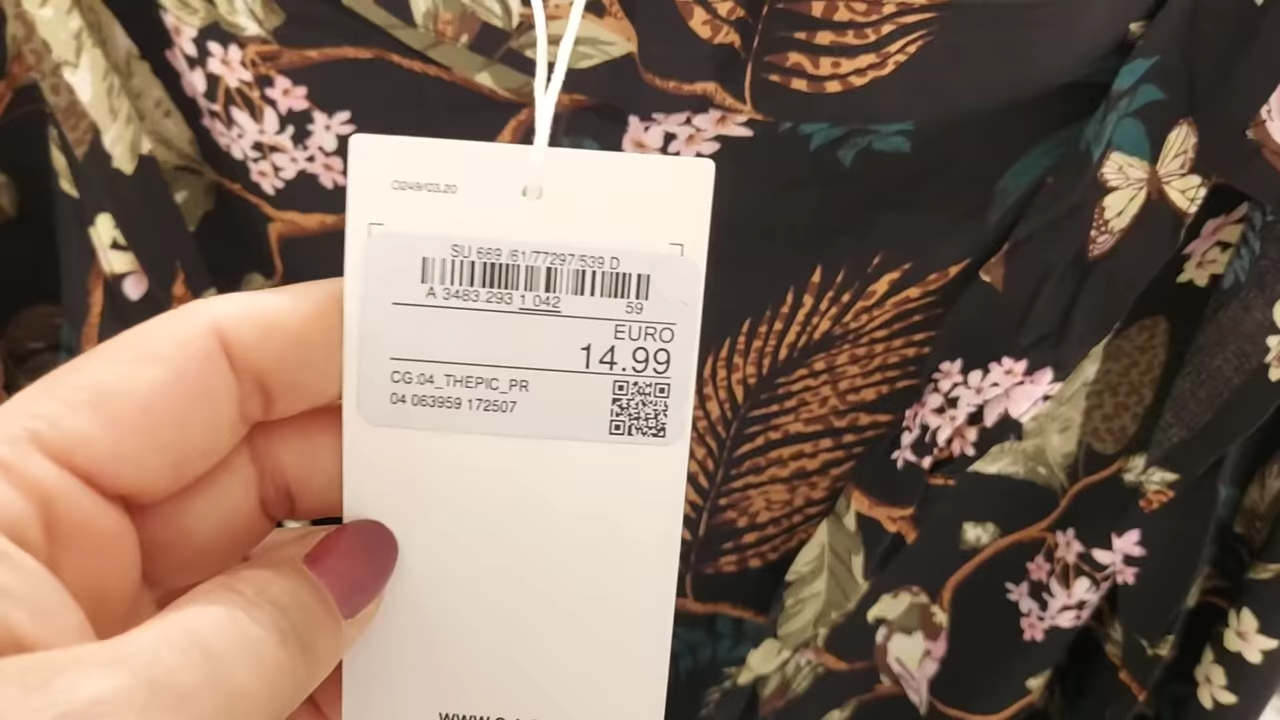 O249/03.20
SU 669 /61/77297/539 D
A 3483.293 1 042 59
EURO
14.99
CG:04_THEPIC_PR
04 063959 172507